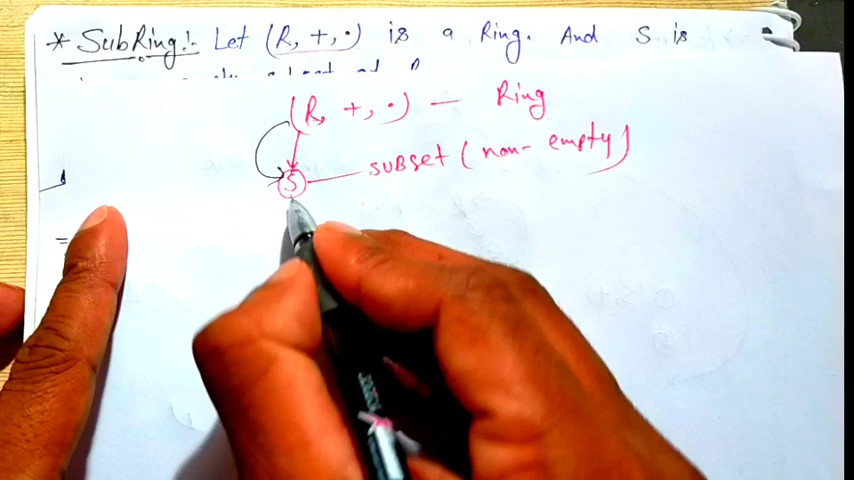 * SubRing:- Let (R, +, •) is a Ring. And S is
(R, +, •) — Ring
S — subset (non-empty)